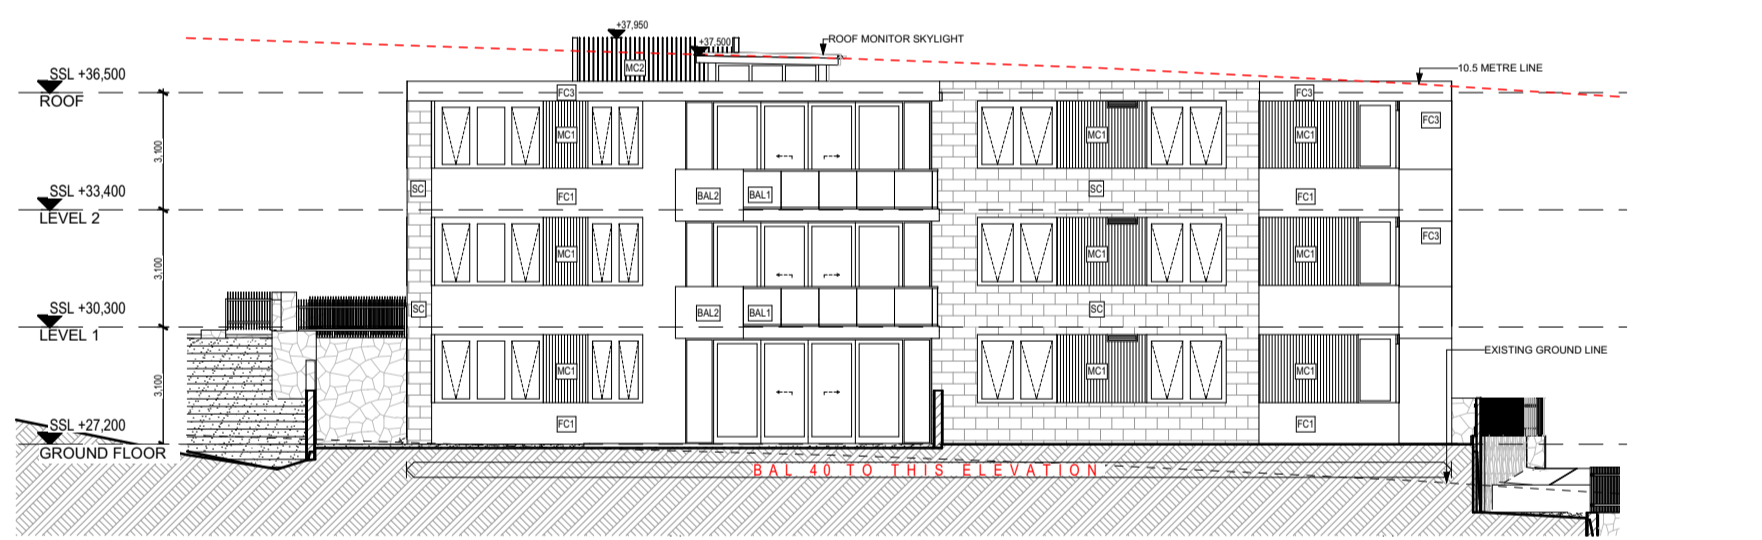 +37,950
ROOF MONITOR SKYLIGHT
+37,500
MC2
10.5 METRE LINE
SSL +36,500
ROOF
FC3
FC3
FC3
MC1
MC1
MC1
3,100
SSL +33,400
LEVEL 2
SC
FC1
BAL2
BAL1
SC
FC1
FC3
MC1
MC1
MC1
3,100
SSL +30,300
LEVEL 1
SC
BAL2
BAL1
SC
EXISTING GROUND LINE
MC1
MC1
MC1
3,100
SSL +27,200
GROUND FLOOR
FC1
FC1
BAL 40 TO THIS ELEVATION